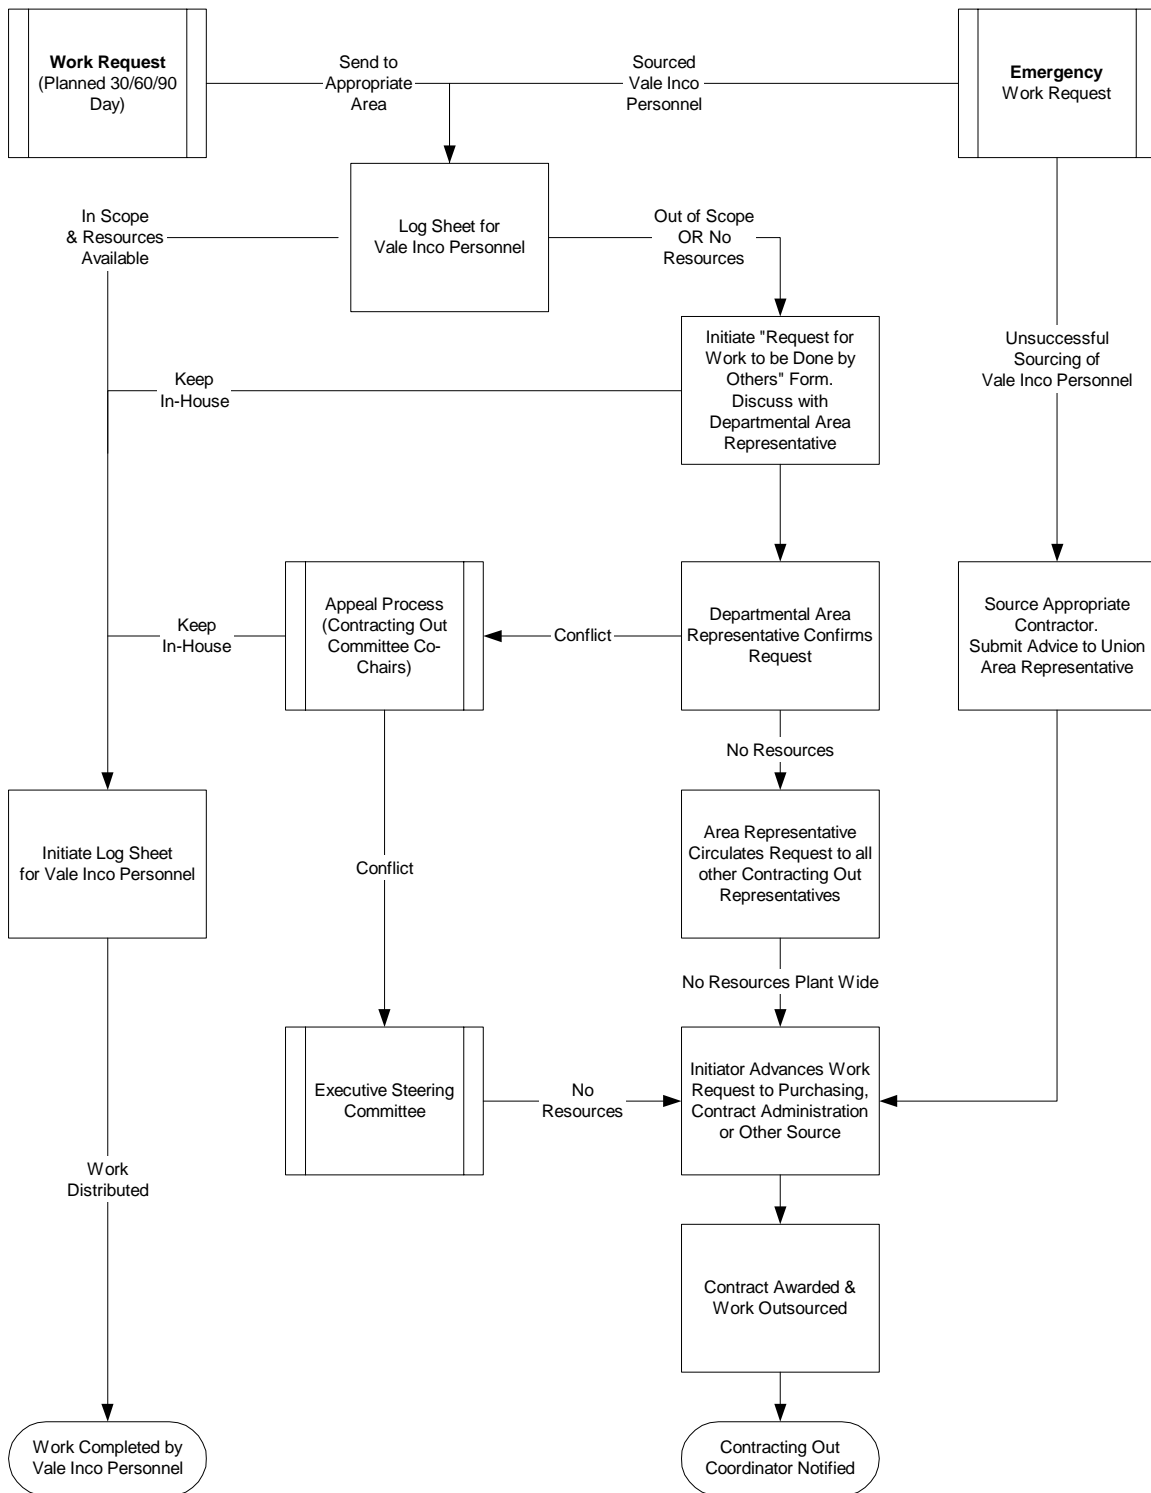 Work Request
(Planned 30/60/90
Day)
Send to
Appropriate
Area
Sourced
Vale Inco
Personnel
Emergency
Work Request
In Scope
& Resources
Available
Log Sheet for
Vale Inco Personnel
Out of Scope
OR No
Resources
Initiate "Request for
Work to be Done by
Others" Form.
Discuss with
Departmental Area
Representative
Unsuccessful
Sourcing of
Vale Inco Personnel
Keep
In-House
Keep
In-House
Appeal Process
(Contracting Out
Committee Co-
Chairs)
Conflict
Departmental Area
Representative Confirms
Request
Source Appropriate
Contractor.
Submit Advice to Union
Area Representative
No Resources
Initiate Log Sheet
for Vale Inco Personnel
Conflict
Area Representative
Circulates Request to all
other Contracting Out
Representatives
No Resources Plant Wide
Executive Steering
Committee
No
Resources
Initiator Advances Work
Request to Purchasing,
Contract Administration
or Other Source
Work
Distributed
Contract Awarded &
Work Outsourced
Work Completed by
Vale Inco Personnel
Contracting Out
Coordinator Notified